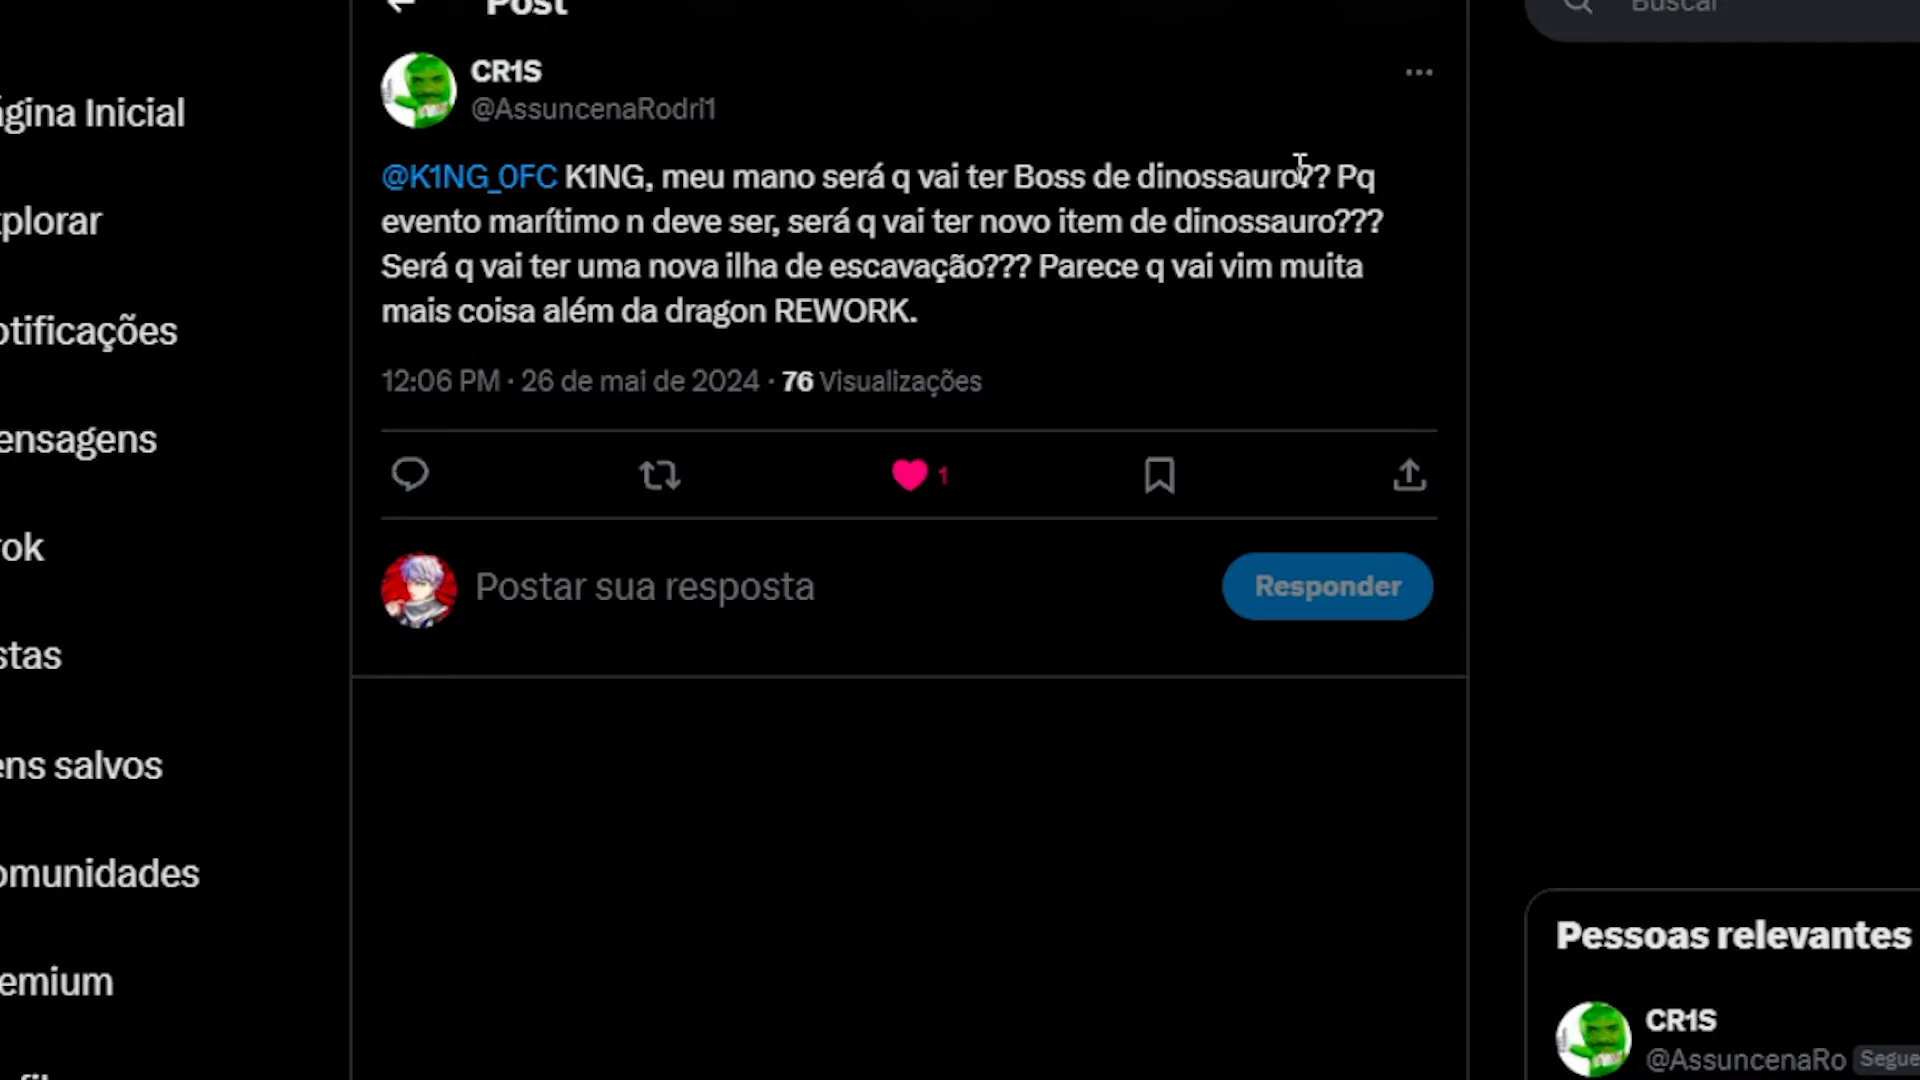 Post
Buscar
CR1S
@AssuncenaRodri1
@K1NG_0FC K1NG, meu mano será q vai ter Boss de dinossauro?? Pq
evento marítimo n deve ser, será q vai ter novo item de dinossauro???
Será q vai ter uma nova ilha de escavação??? Parece q vai vim muita
mais coisa além da dragon REWORK.
12:06 PM · 26 de mai de 2024 · 76 Visualizações
1
Postar sua resposta
Responder
ágina Inicial
plorar
otificações
ensagens
rok
stas
ens salvos
omunidades
emium
Pessoas relevantes
CR1S
@AssuncenaRo Segue